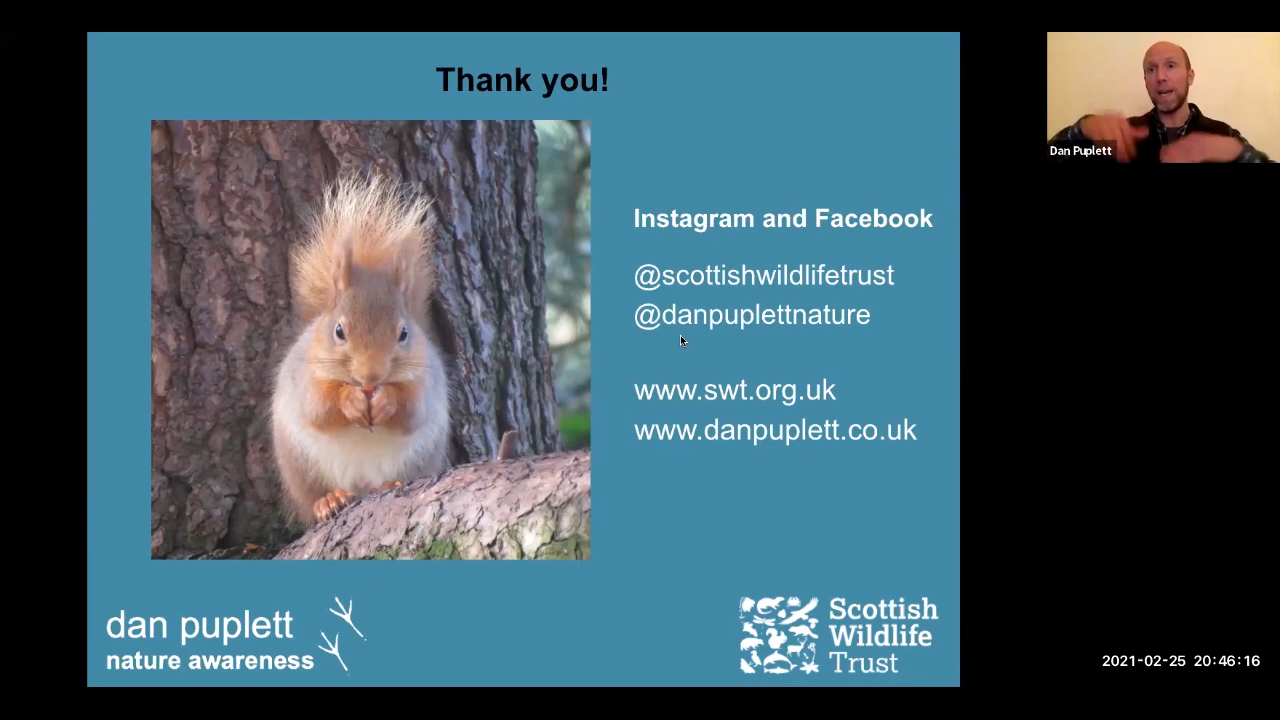 Thank you!
Instagram and Facebook
@scottishwildlifetrust
@danpuplettnature
www.swt.org.uk
www.danpuplett.co.uk
dan puplett
nature awareness
Scottish
Wildlife
Trust
Dan Puplett
2021-02-25 20:46:16